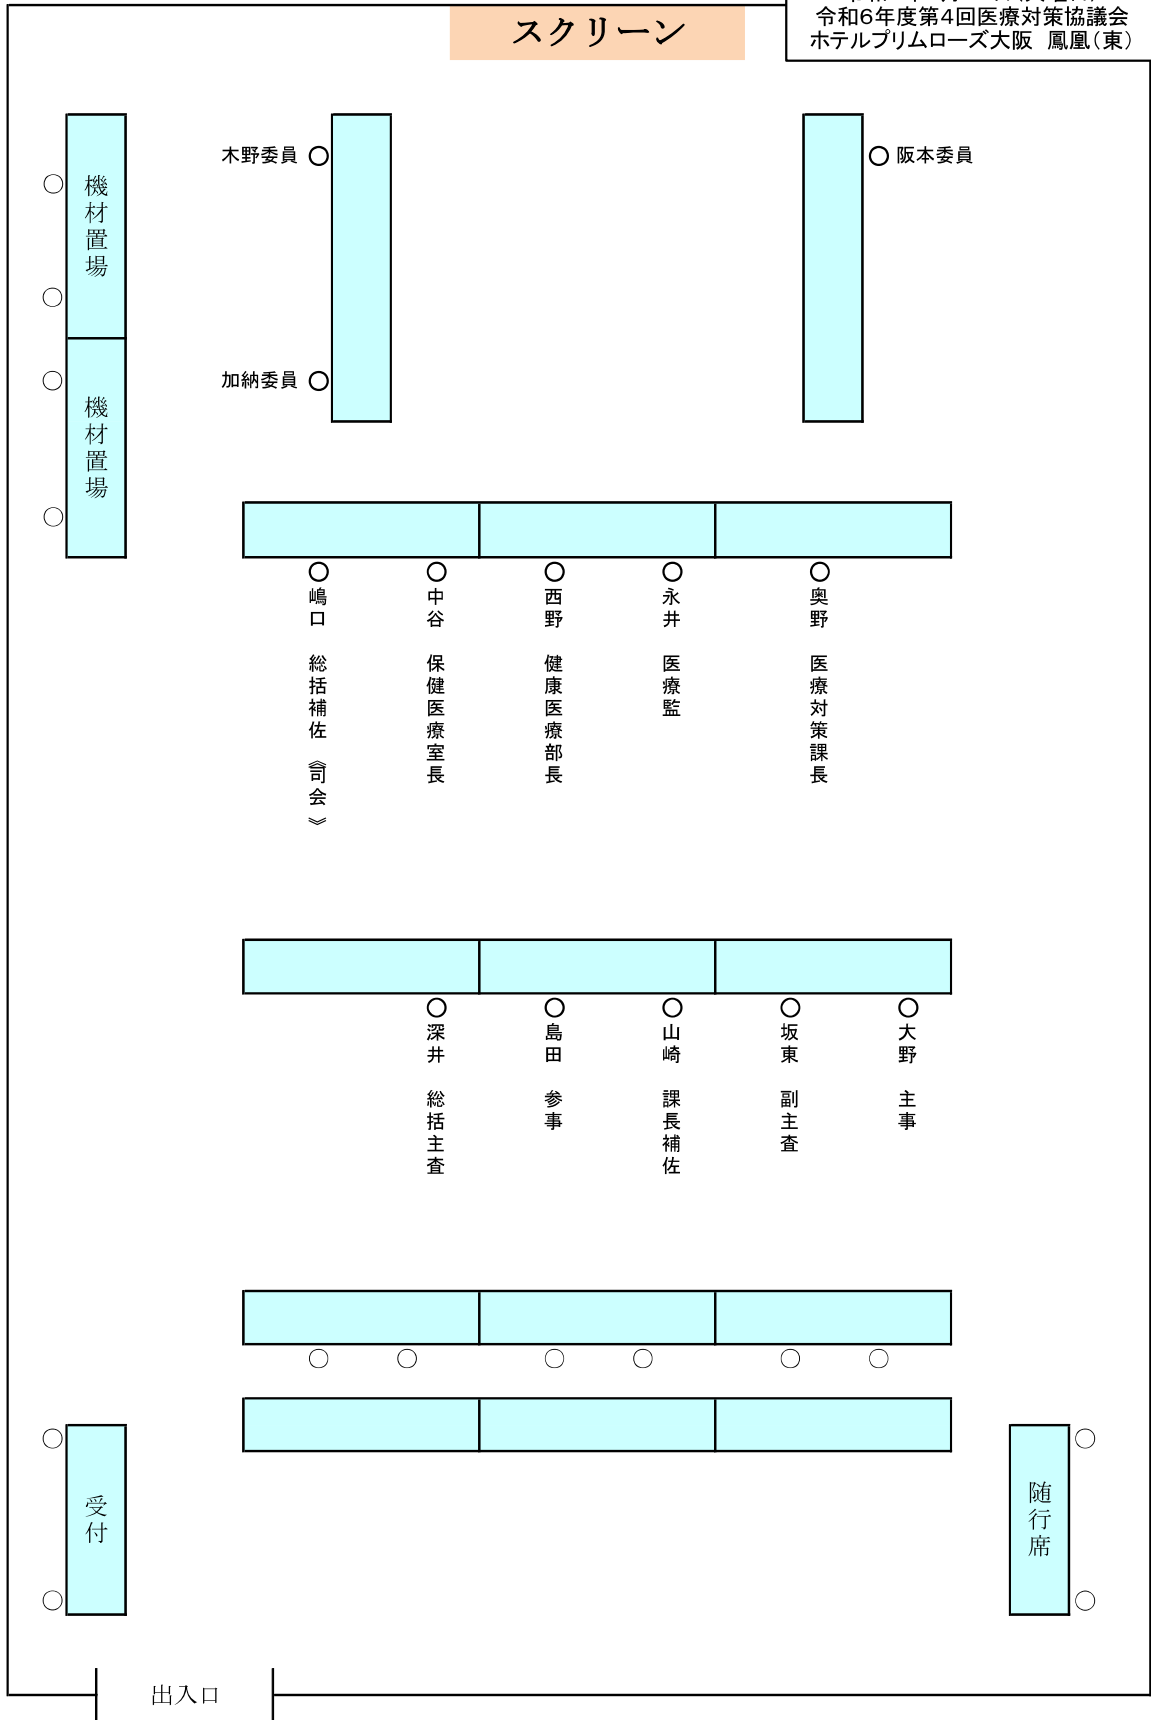 令和６年度第４回医療対策協議会
ホテルプリムローズ大阪　鳳凰（東）
スクリーン
木野委員
阪本委員
機材置場
加納委員
機材置場
嶋口　総括補佐《司会》
中谷　保健医療室長
西野　健康医療部長
永井　医療監
奥野　医療対策課長
深井　総括主査
島田　参事
山崎　課長補佐
坂東　副主査
大野　主事
受付
随行席
出入口